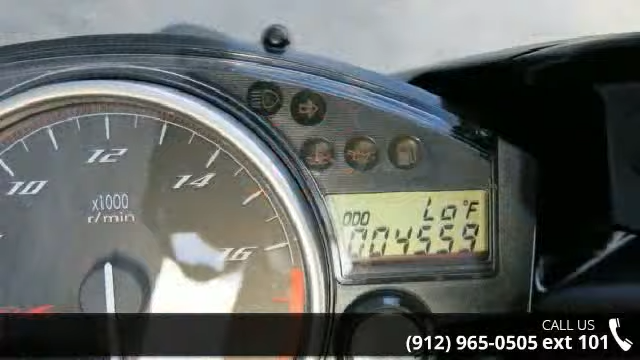 12
10
14
x1000
r/min
16
ODO
Lo°F
004559
CALL US
(912) 965-0505 ext 101